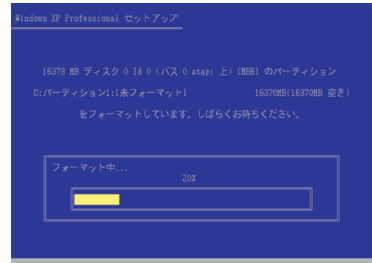 Windows XP Professional セットアップ
16379 MB ディスク 0 Id 0 (バス 0 atapi 上) [MBR] のパーティション
C:パーティション1:[未フォーマット] 16370MB(16370MB 空き)
をフォーマットしています。しばらくお待ちください。
フォーマット中...
20%